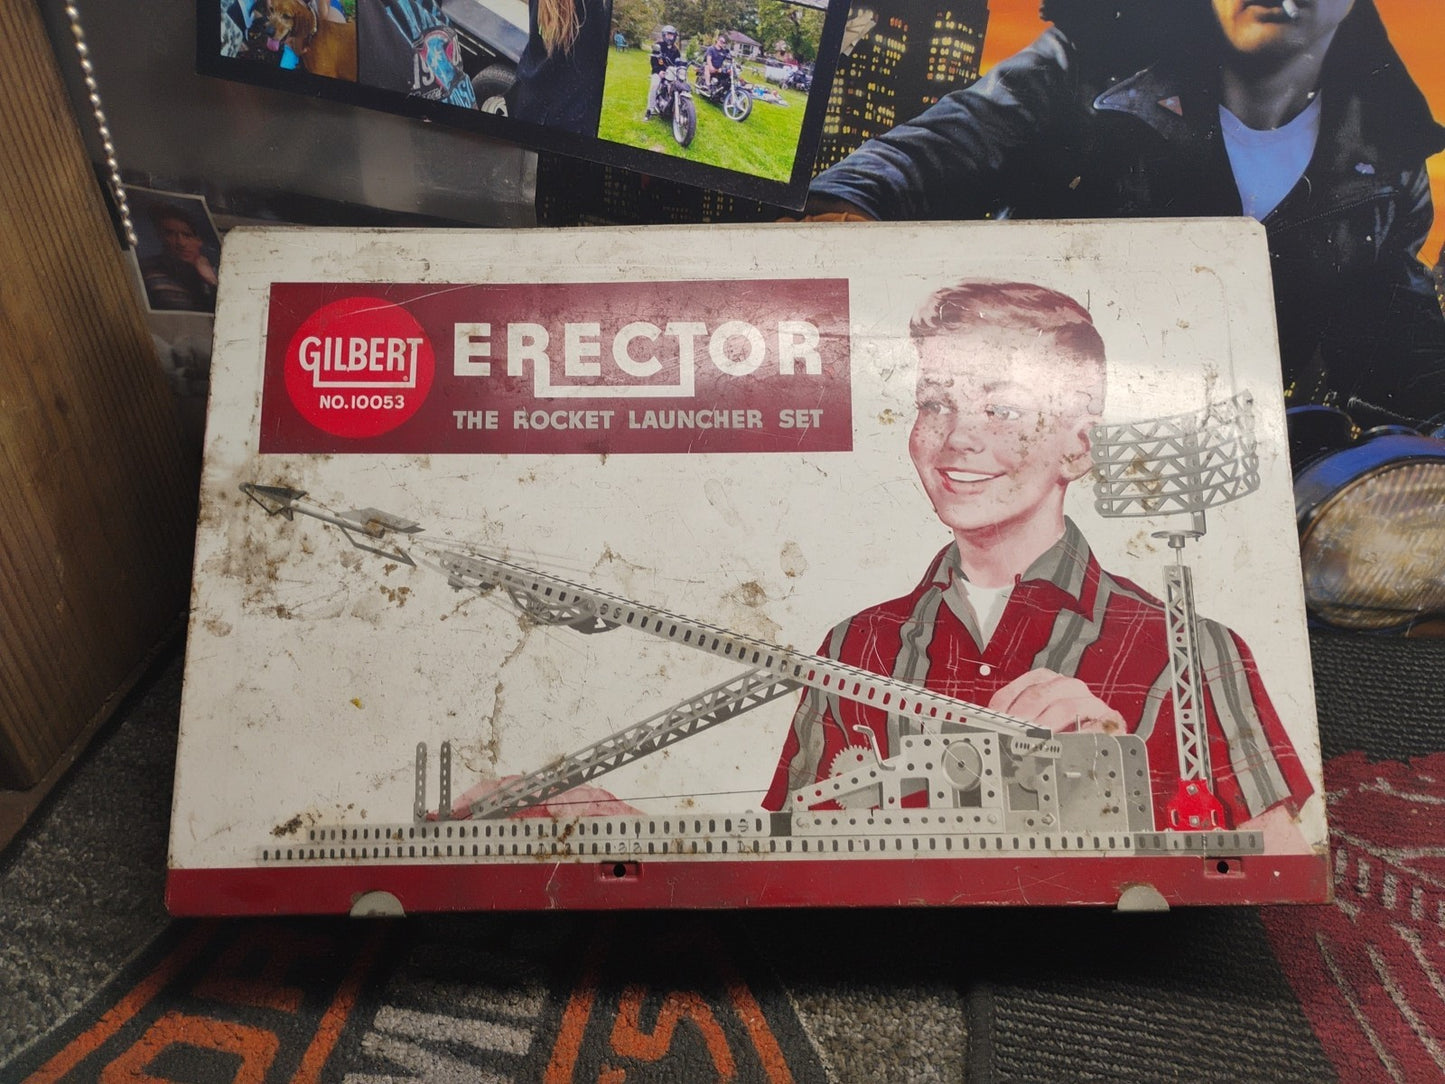 GILBERT
NO. 10053
ERECTOR
THE ROCKET LAUNCHER SET